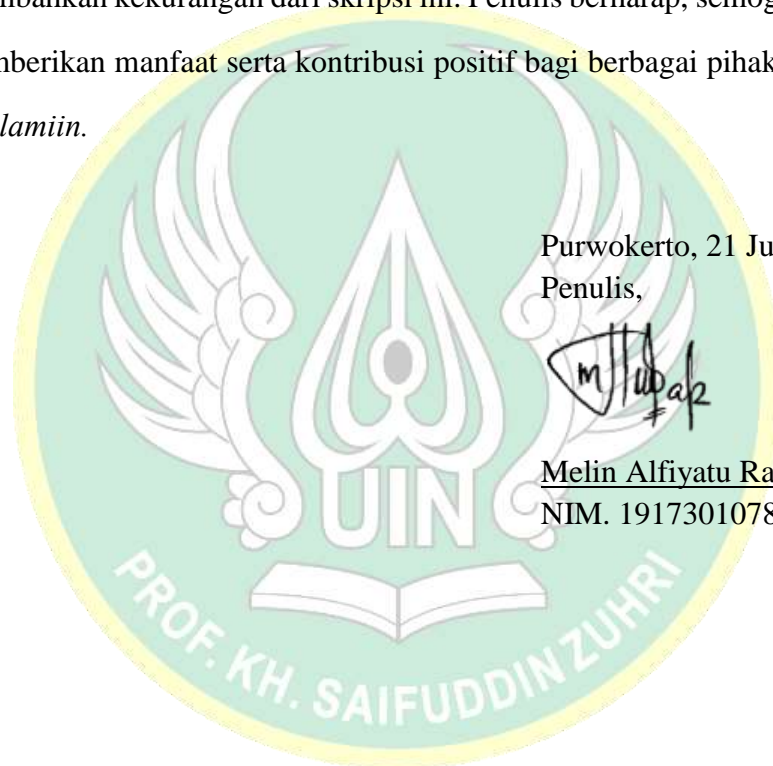 mbahkan kekurangan dari skripsi ini. Penulis berharap, semog
mberikan manfaat serta kontribusi positif bagi berbagai pihak
lamiin.
Purwokerto, 21 Ju
Penulis,
Melin Alfiyatu Ra
NIM. 1917301078
UIN
PROF. KH. SAIFUDDIN ZUHRI